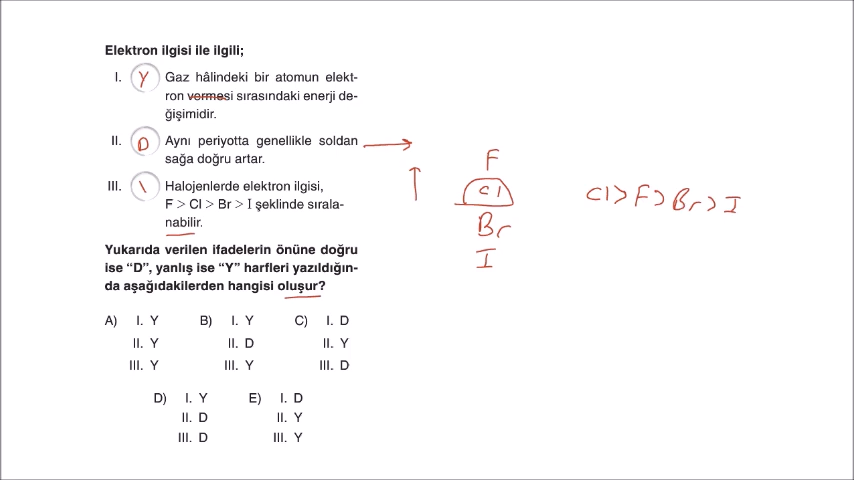 Elektron ilgisi ile ilgili;
I. Y Gaz hâlindeki bir atomun elekt-
ron vermesi sırasındaki enerji de-
ğişimidir.
II. D Aynı periyotta genellikle soldan
sağa doğru artar.
III. Halojenlerde elektron ilgisi,
F > Cl > Br > I şeklinde sırala-
nabilir.
Yukarıda verilen ifadelerin önüne doğru
ise “D”, yanlış ise “Y” harfleri yazıldığın-
da aşağıdakilerden hangisi oluşur?
A) I. Y B) I. Y C) I. D
II. Y II. D II. Y
III. Y III. Y III. D
D) I. Y E) I. D
II. D II. Y
III. D III. Y
F
Cl
Br
I
Cl > F > Br > I